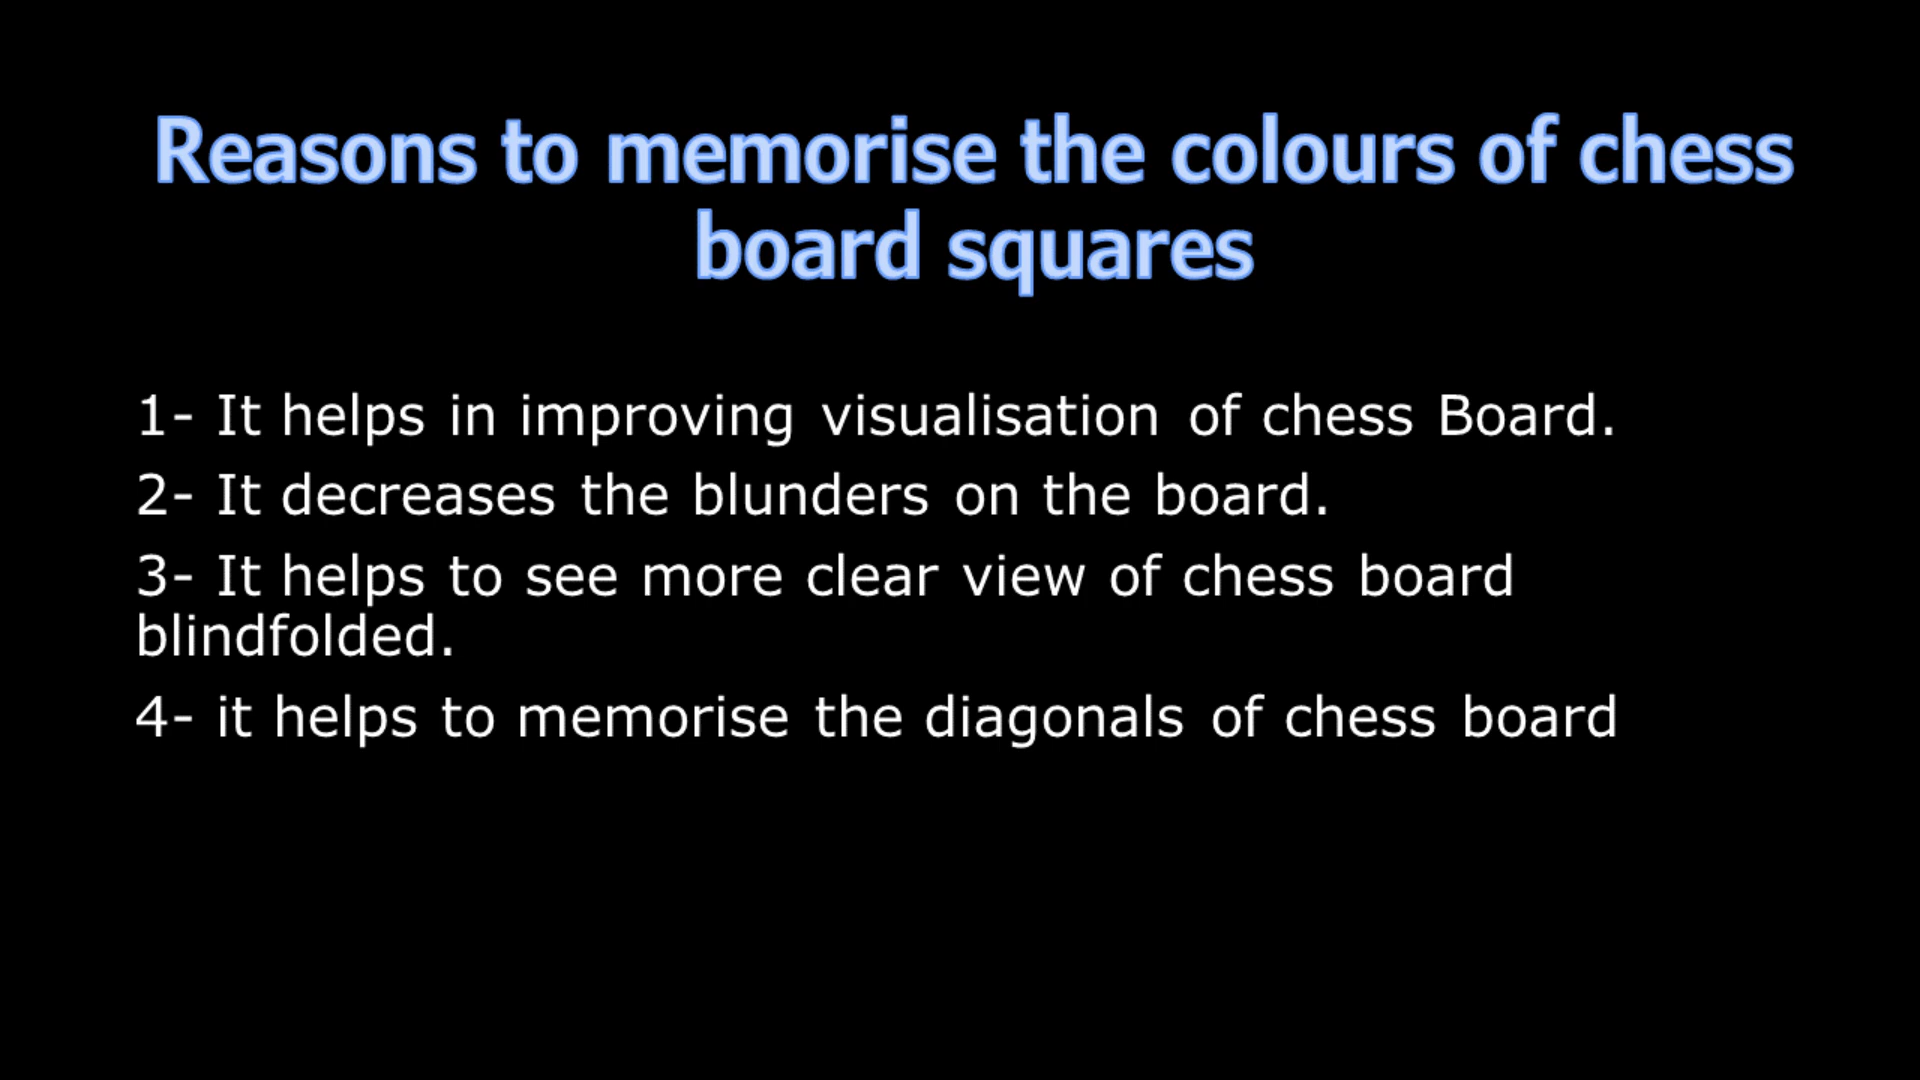 Reasons to memorise the colours of chess
board squares
1- It helps in improving visualisation of chess Board.
2- It decreases the blunders on the board.
3- It helps to see more clear view of chess board
blindfolded.
4- it helps to memorise the diagonals of chess board